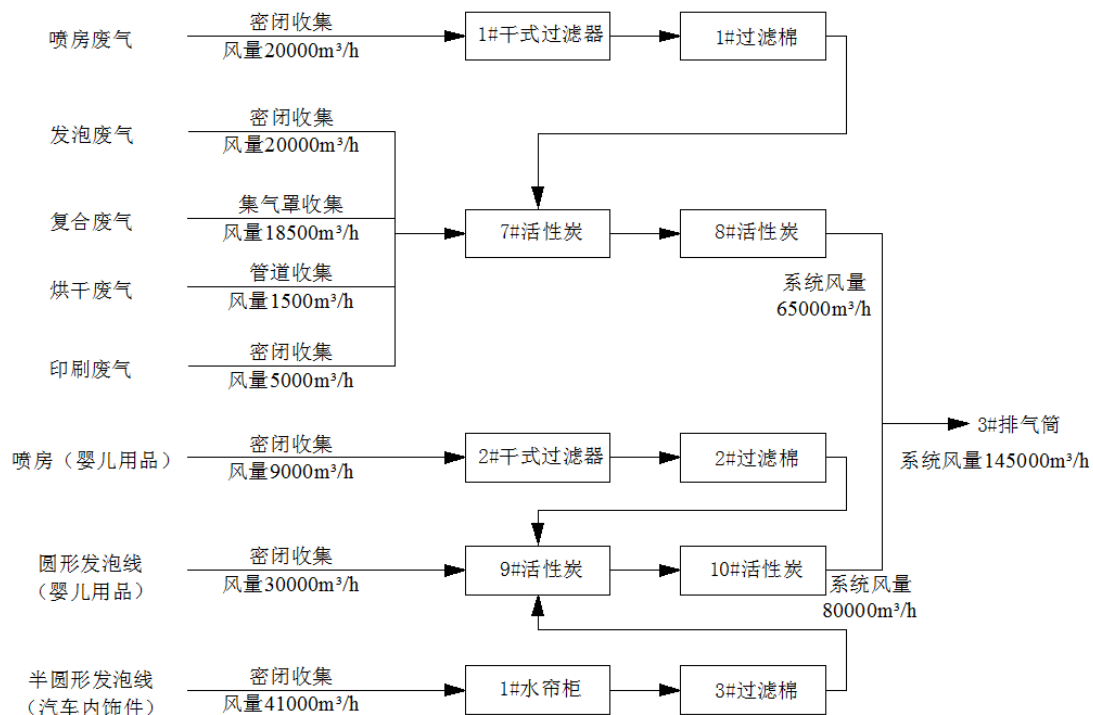 喷房废气
密闭收集
风量20000m³/h
1#干式过滤器
1#过滤棉
发泡废气
密闭收集
风量20000m³/h
复合废气
集气罩收集
风量18500m³/h
7#活性炭
8#活性炭
烘干废气
管道收集
风量1500m³/h
系统风量
65000m³/h
印刷废气
密闭收集
风量5000m³/h
3#排气筒
系统风量145000m³/h
喷房（婴儿用品）
密闭收集
风量9000m³/h
2#干式过滤器
2#过滤棉
圆形发泡线
（婴儿用品）
密闭收集
风量30000m³/h
9#活性炭
10#活性炭
系统风量
80000m³/h
半圆形发泡线
（汽车内饰件）
密闭收集
风量41000m³/h
1#水帘柜
3#过滤棉